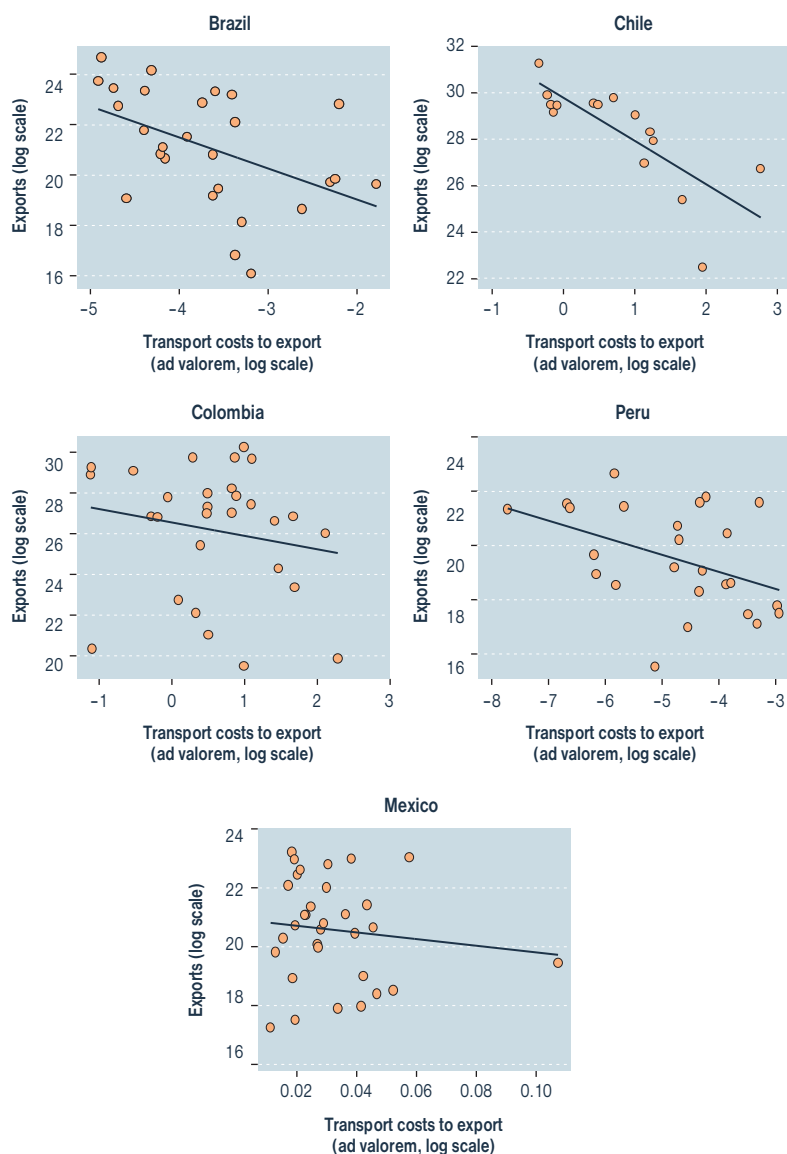 Brazil
Exports (log scale)
24
22
20
18
16
−5 −4 −3 −2
Transport costs to export
(ad valorem, log scale)
Chile
Exports (log scale)
32
30
28
26
24
22
−1 0 1 2 3
Transport costs to export
(ad valorem, log scale)
Colombia
Exports (log scale)
30
28
26
24
22
20
−1 0 1 2 3
Transport costs to export
(ad valorem, log scale)
Peru
Exports (log scale)
24
22
20
18
16
−8 −7 −6 −5 −4 −3
Transport costs to export
(ad valorem, log scale)
Mexico
Exports (log scale)
24
22
20
18
16
0.02 0.04 0.06 0.08 0.10
Transport costs to export
(ad valorem, log scale)